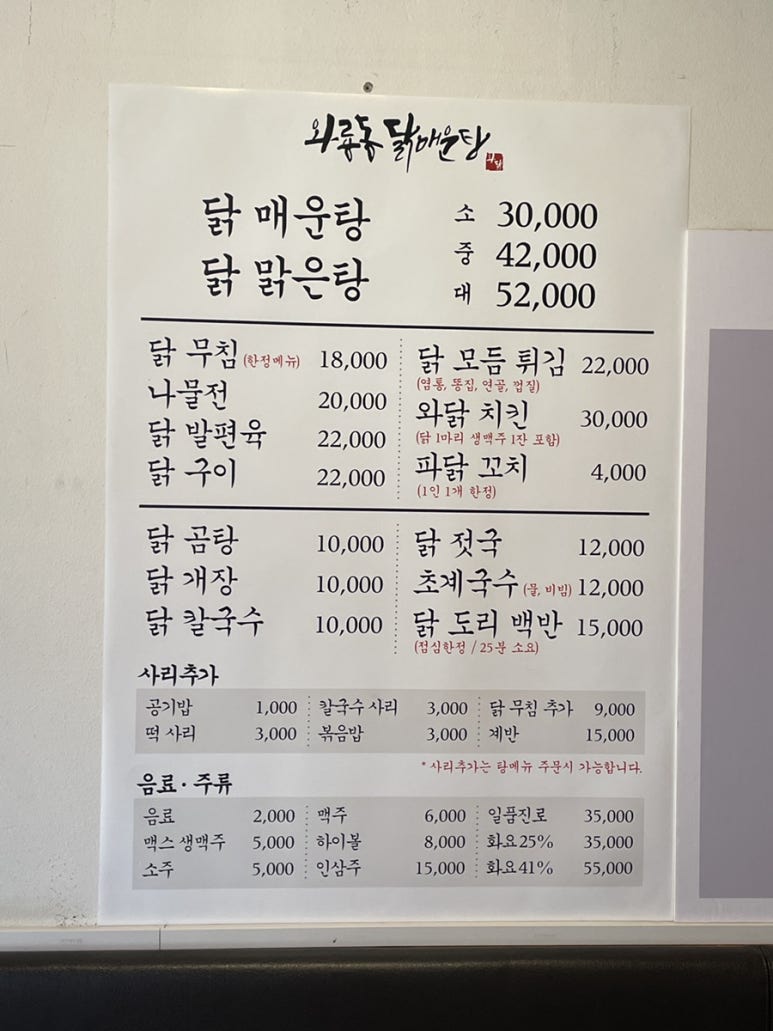 와룡동 닭매운탕
와닭
닭 매운탕
닭 맑은탕
소 30,000
중 42,000
대 52,000
닭 무침 (한정메뉴) 18,000
나물전 20,000
닭 발편육 22,000
닭 구이 22,000
닭 모듬 튀김 22,000
(염통, 똥집, 연골, 껍질)
와닭 치킨 30,000
(닭 1마리 생맥주 1잔 포함)
파닭 꼬치 4,000
(1인 1개 한정)
닭 곰탕 10,000
닭 개장 10,000
닭 칼국수 10,000
닭 젓국 12,000
초계국수 (물, 비빔) 12,000
닭 도리 백반 15,000
(점심한정 / 25분 소요)
사리추가
공기밥 1,000 칼국수 사리 3,000 닭 무침 추가 9,000
떡 사리 3,000 볶음밥 3,000 계반 15,000
* 사리추가는 탕메뉴 주문시 가능합니다.
음료 · 주류
음료 2,000 맥주 6,000 일품진로 35,000
맥스 생맥주 5,000 하이볼 8,000 화요25% 35,000
소주 5,000 인삼주 15,000 화요41% 55,000